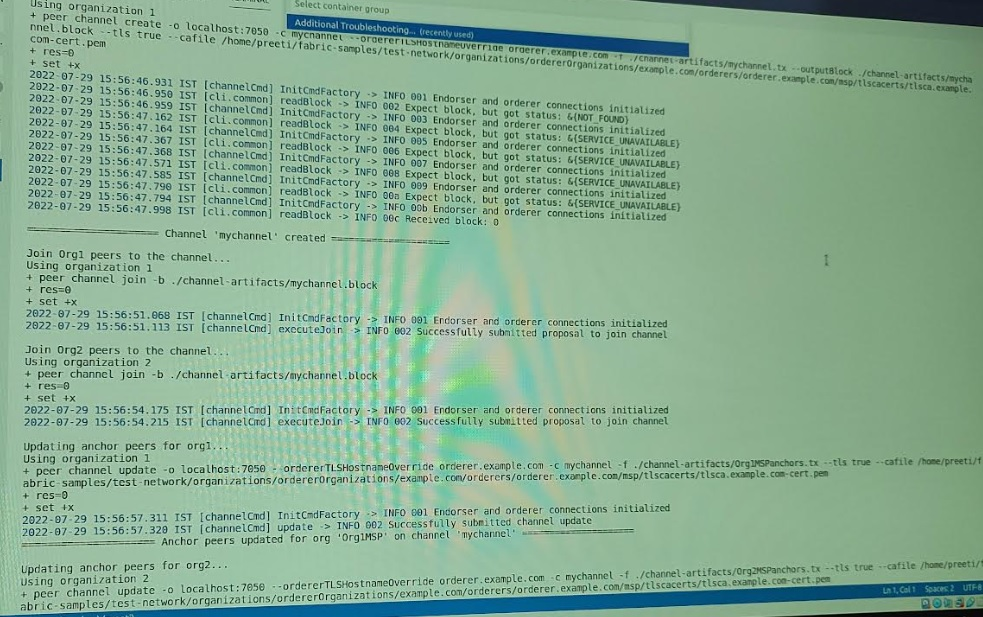 Using organization 1
Select container group
+ peer channel create -o localhost:7050 -c mychannel --ordererTLSHostnameOverride orderer.example.com -f ./channel-artifacts/mychannel.tx --outputBlock ./channel-artifacts/mycha
Additional Troubleshooting... (recently used)
nnel.block --tls true --cafile /home/preeti/fabric-samples/test-network/organizations/ordererOrganizations/example.com/orderers/orderer.example.com/msp/tlscacerts/tlsca.example.
com-cert.pem
+ res=0
+ set +x
2022-07-29 15:56:46.931 IST [channelCmd] InitCmdFactory -> INFO 001 Endorser and orderer connections initialized
2022-07-29 15:56:46.950 IST [cli.common] readBlock -> INFO 002 Expect block, but got status: &{NOT_FOUND}
2022-07-29 15:56:46.959 IST [channelCmd] InitCmdFactory -> INFO 003 Endorser and orderer connections initialized
2022-07-29 15:56:47.162 IST [cli.common] readBlock -> INFO 004 Expect block, but got status: &{SERVICE_UNAVAILABLE}
2022-07-29 15:56:47.164 IST [channelCmd] InitCmdFactory -> INFO 005 Endorser and orderer connections initialized
2022-07-29 15:56:47.367 IST [cli.common] readBlock -> INFO 006 Expect block, but got status: &{SERVICE_UNAVAILABLE}
2022-07-29 15:56:47.368 IST [channelCmd] InitCmdFactory -> INFO 007 Endorser and orderer connections initialized
2022-07-29 15:56:47.571 IST [cli.common] readBlock -> INFO 008 Expect block, but got status: &{SERVICE_UNAVAILABLE}
2022-07-29 15:56:47.585 IST [channelCmd] InitCmdFactory -> INFO 009 Endorser and orderer connections initialized
2022-07-29 15:56:47.790 IST [cli.common] readBlock -> INFO 00a Expect block, but got status: &{SERVICE_UNAVAILABLE}
2022-07-29 15:56:47.794 IST [channelCmd] InitCmdFactory -> INFO 00b Endorser and orderer connections initialized
2022-07-29 15:56:47.998 IST [cli.common] readBlock -> INFO 00c Received block: 0
===================== Channel 'mychannel' created =====================
Join Org1 peers to the channel...
Using organization 1
+ peer channel join -b ./channel-artifacts/mychannel.block
+ res=0
+ set +x
2022-07-29 15:56:51.068 IST [channelCmd] InitCmdFactory -> INFO 001 Endorser and orderer connections initialized
2022-07-29 15:56:51.113 IST [channelCmd] executeJoin -> INFO 002 Successfully submitted proposal to join channel
Join Org2 peers to the channel...
Using organization 2
+ peer channel join -b ./channel-artifacts/mychannel.block
+ res=0
+ set +x
2022-07-29 15:56:54.175 IST [channelCmd] InitCmdFactory -> INFO 001 Endorser and orderer connections initialized
2022-07-29 15:56:54.215 IST [channelCmd] executeJoin -> INFO 002 Successfully submitted proposal to join channel
Updating anchor peers for org1...
Using organization 1
+ peer channel update -o localhost:7050 --ordererTLSHostnameOverride orderer.example.com -c mychannel -f ./channel-artifacts/Org1MSPanchors.tx --tls true --cafile /home/preeti/f
abric-samples/test-network/organizations/ordererOrganizations/example.com/orderers/orderer.example.com/msp/tlscacerts/tlsca.example.com-cert.pem
+ res=0
+ set +x
2022-07-29 15:56:57.311 IST [channelCmd] InitCmdFactory -> INFO 001 Endorser and orderer connections initialized
2022-07-29 15:56:57.320 IST [channelCmd] update -> INFO 002 Successfully submitted channel update
===================== Anchor peers updated for org 'Org1MSP' on channel 'mychannel' =====================
Updating anchor peers for org2...
Using organization 2
+ peer channel update -o localhost:7050 --ordererTLSHostnameOverride orderer.example.com -c mychannel -f ./channel-artifacts/Org2MSPanchors.tx --tls true --cafile /home/preeti/f
abric-samples/test-network/organizations/ordererOrganizations/example.com/orderers/orderer.example.com/msp/tlscacerts/tlsca.example.com-cert.pem
Ln 1, Col 1 Spaces: 2 UTF-8